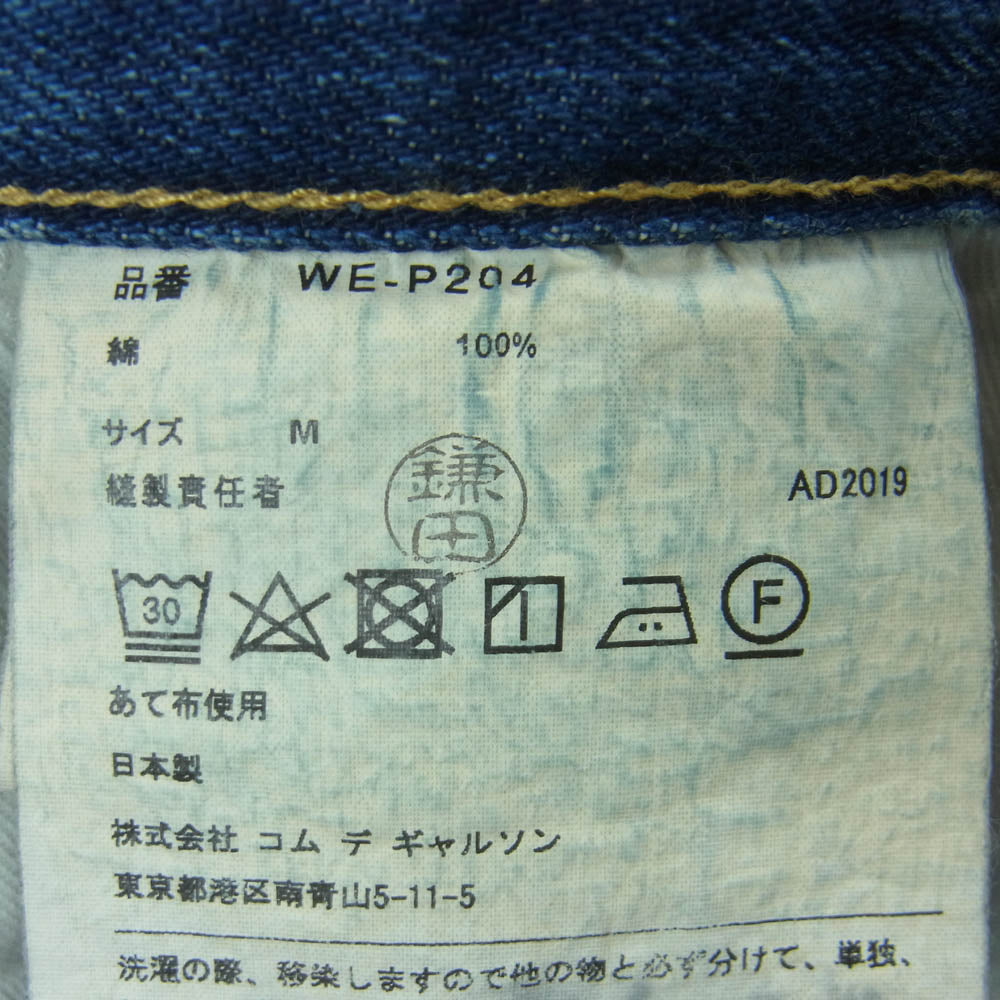 品番 WE-P204
綿 100%
サイズ M
縫製責任者 鎌田 AD2019
30 F
あて布使用
日本製
株式会社 コム デ ギャルソン
東京都港区南青山5-11-5
洗濯の際、移染しますので他の物と必ず分けて、単独、